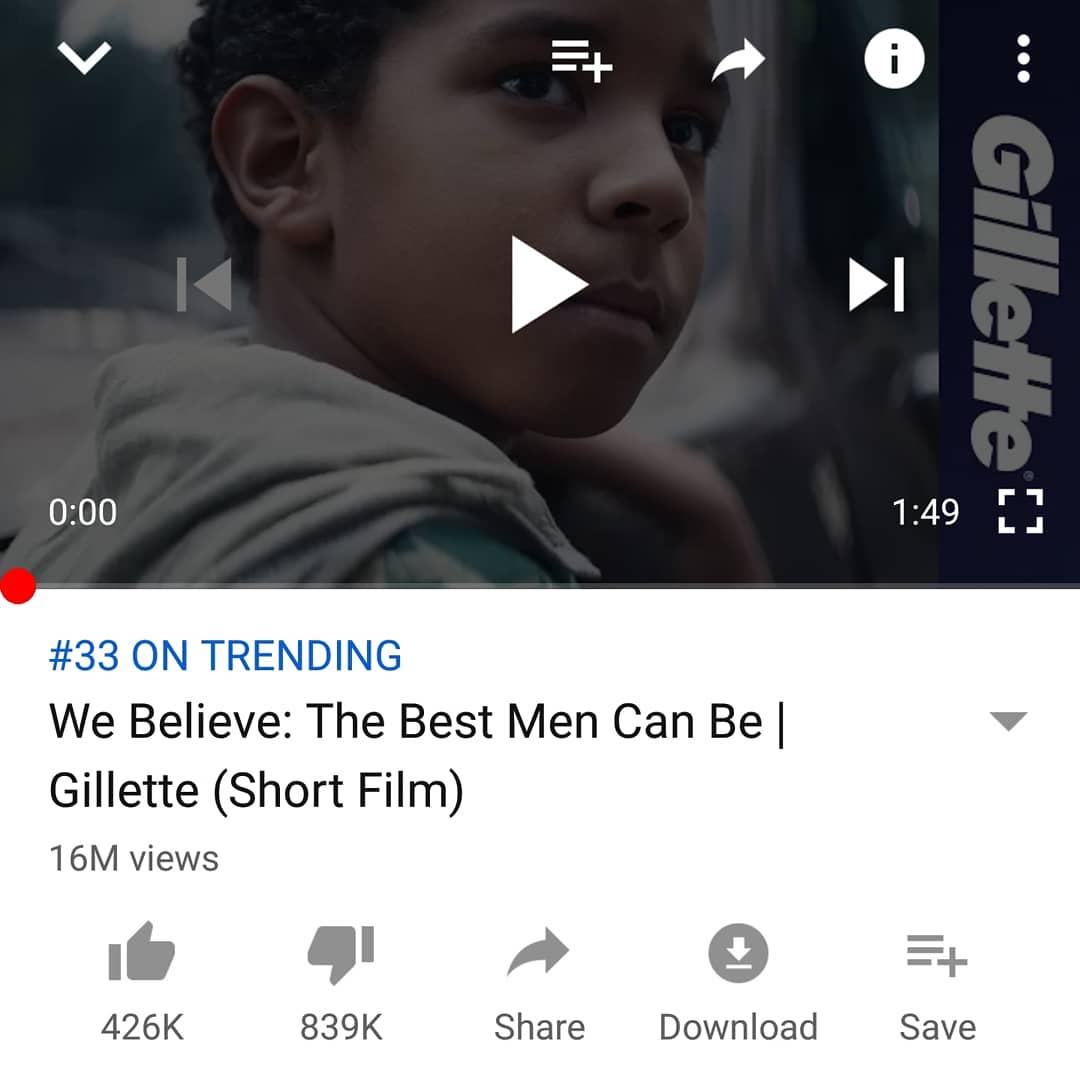 Gillette
0:00
1:49
#33 ON TRENDING
We Believe: The Best Men Can Be |
Gillette (Short Film)
16M views
426K
839K
Share
Download
Save